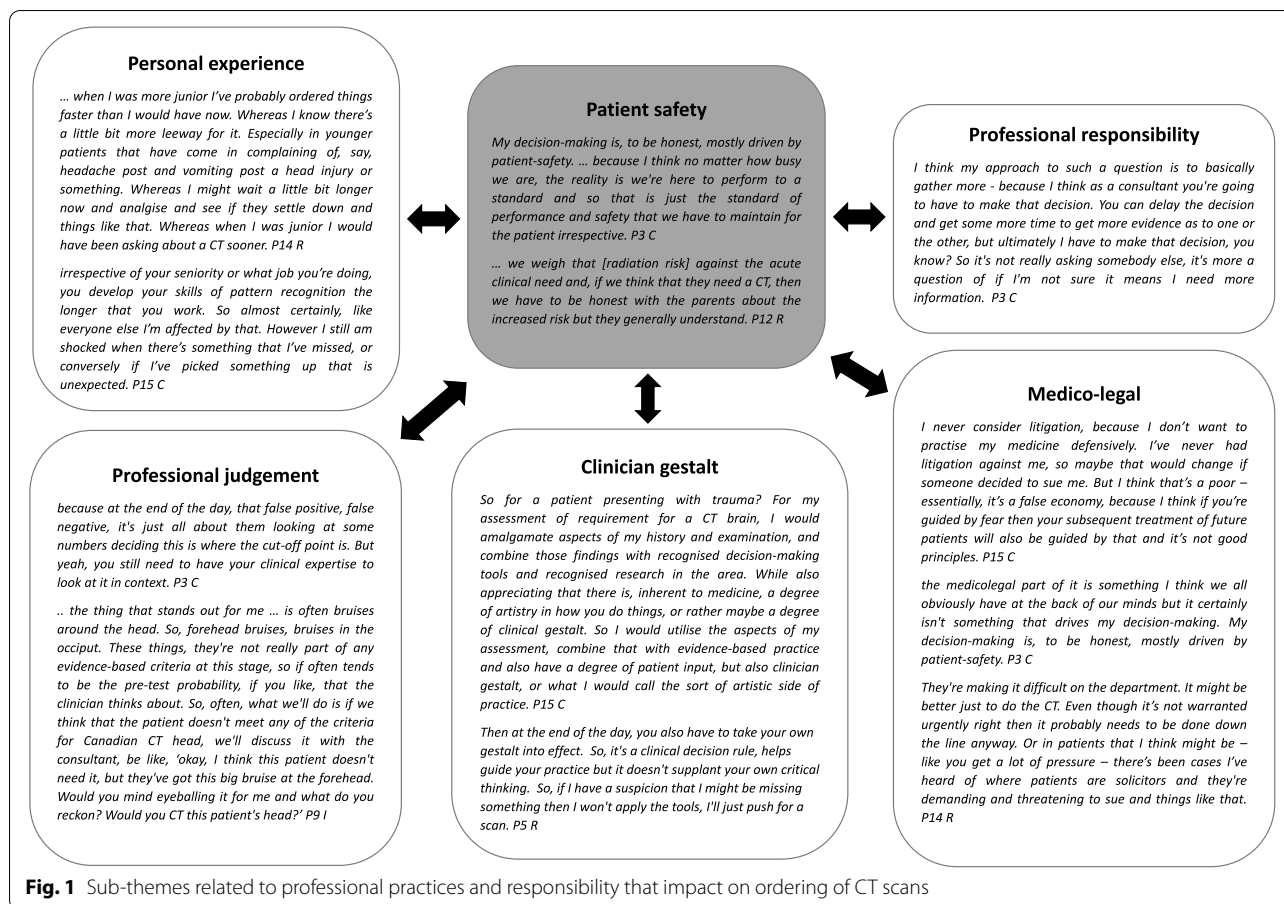 Personal experience
… when I was more junior I've probably ordered things
faster than I would have now. Whereas I know there's
a little bit more leeway for it. Especially in younger
patients that have come in complaining of, say,
headache post and vomiting post a head injury or
something. Whereas I might wait a little bit longer
now and analgise and see if they settle down and
things like that. Whereas when I was junior I would
have been asking about a CT sooner. P14 R
irrespective of your seniority or what job you're doing,
you develop your skills of pattern recognition the
longer that you work. So almost certainly, like
everyone else I'm affected by that. However I still am
shocked when there's something that I've missed, or
conversely if I've picked something up that is
unexpected. P15 C
Patient safety
My decision-making is, to be honest, mostly driven by
patient-safety. … because I think no matter how busy
we are, the reality is we're here to perform to a
standard and so that is just the standard of
performance and safety that we have to maintain for
the patient irrespective. P3 C
… we weigh that [radiation risk] against the acute
clinical need and, if we think that they need a CT, then
we have to be honest with the parents about the
increased risk but they generally understand. P12 R
Professional responsibility
I think my approach to such a question is to basically
gather more - because I think as a consultant you're going
to have to make that decision. You can delay the decision
and get some more time to get more evidence as to one or
the other, but ultimately I have to make that decision, you
know? So it's not really asking somebody else, it's more a
question of if I'm not sure it means I need more
information. P3 C
Professional judgement
because at the end of the day, that false positive, false
negative, it's just all about them looking at some
numbers deciding this is where the cut-off point is. But
yeah, you still need to have your clinical expertise to
look at it in context. P3 C
.. the thing that stands out for me … is often bruises
around the head. So, forehead bruises, bruises in the
occiput. These things, they're not really part of any
evidence-based criteria at this stage, so if often tends
to be the pre-test probability, if you like, that the
clinician thinks about. So, often, what we'll do is if we
think that the patient doesn't meet any of the criteria
for Canadian CT head, we'll discuss it with the
consultant, be like, 'okay, I think this patient doesn't
need it, but they've got this big bruise at the forehead.
Would you mind eyeballing it for me and what do you
reckon? Would you CT this patient's head?' P9 I
Clinician gestalt
So for a patient presenting with trauma? For my
assessment of requirement for a CT brain, I would
amalgamate aspects of my history and examination, and
combine those findings with recognised decision-making
tools and recognised research in the area. While also
appreciating that there is, inherent to medicine, a degree
of artistry in how you do things, or rather maybe a degree
of clinical gestalt. So I would utilise the aspects of my
assessment, combine that with evidence-based practice
and also have a degree of patient input, but also clinician
gestalt, or what I would call the sort of artistic side of
practice. P15 C
Then at the end of the day, you also have to take your own
gestalt into effect. So, it's a clinical decision rule, helps
guide your practice but it doesn't supplant your own critical
thinking. So, if I have a suspicion that I might be missing
something then I won't apply the tools, I'll just push for a
scan. P5 R
Medico-legal
I never consider litigation, because I don't want to
practise my medicine defensively. I've never had
litigation against me, so maybe that would change if
someone decided to sue me. But I think that's a poor –
essentially, it's a false economy, because I think if you're
guided by fear then your subsequent treatment of future
patients will also be guided by that and it's not good
principles. P15 C
the medicolegal part of it is something I think we all
obviously have at the back of our minds but it certainly
isn't something that drives my decision-making. My
decision-making is, to be honest, mostly driven by
patient-safety. P3 C
They're making it difficult on the department. It might be
better just to do the CT. Even though it's not warranted
urgently right then it probably needs to be done down
the line anyway. Or in patients that I think might be –
like you get a lot of pressure – there's been cases I've
heard of where patients are solicitors and they're
demanding and threatening to sue and things like that.
P14 R
Fig. 1 Sub-themes related to professional practices and responsibility that impact on ordering of CT scans